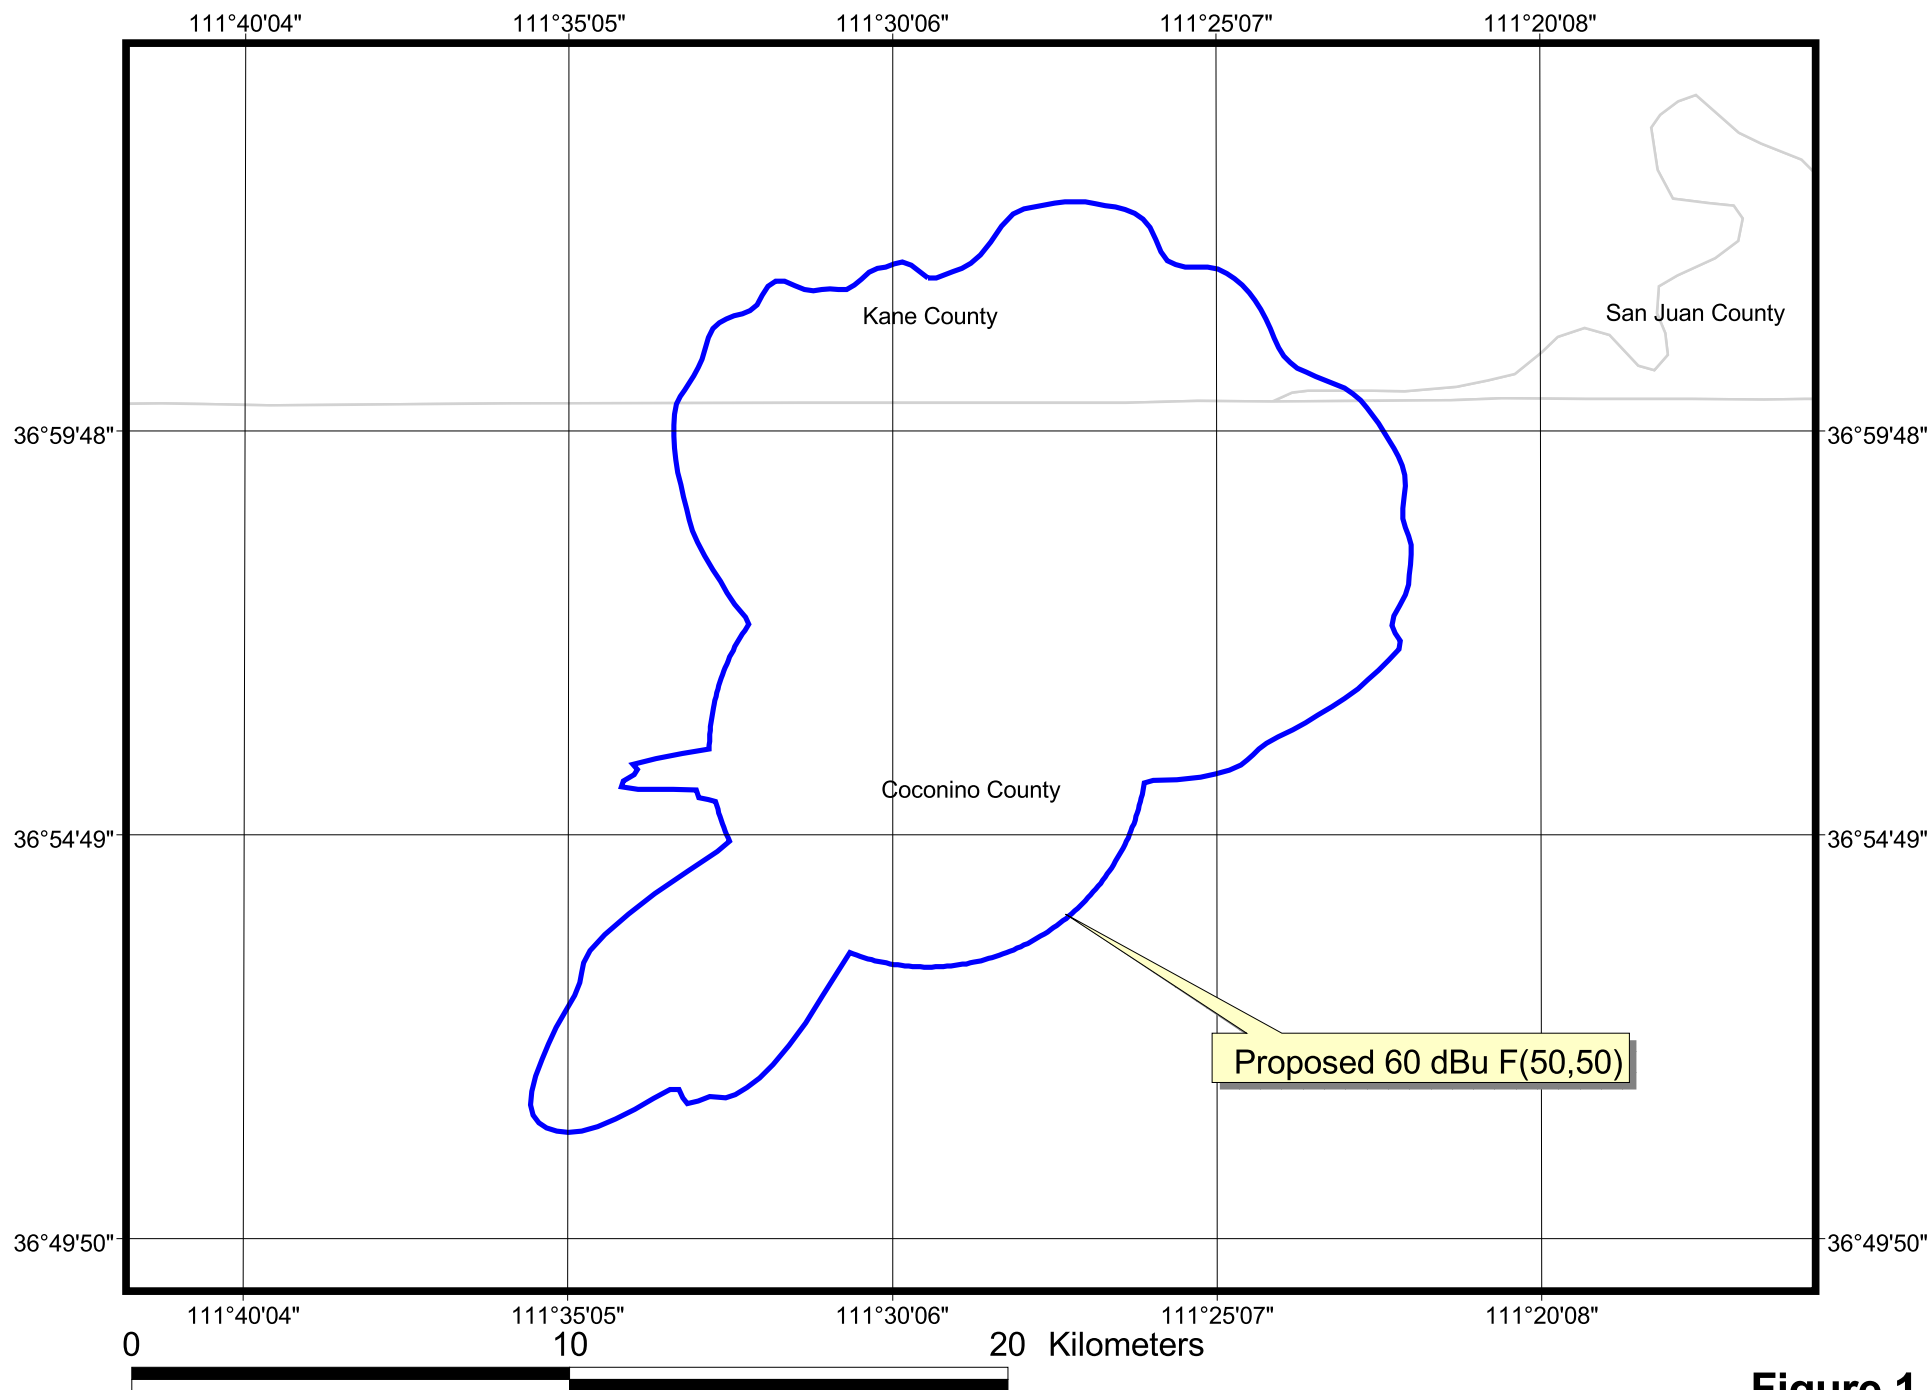 111°40'04" 111°35'05" 111°30'06" 111°25'07" 111°20'08"
Kane County San Juan County
36°59'48" 36°59'48"
Coconino County
36°54'49" 36°54'49"
Proposed 60 dBu F(50,50)
36°49'50" 36°49'50"
111°40'04" 111°35'05" 111°30'06" 111°25'07" 111°20'08"
0 10 20 Kilometers
Figure 1